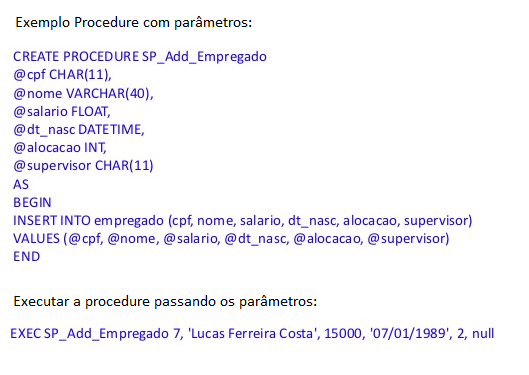 Exemplo Procedure com parâmetros:
CREATE PROCEDURE SP_Add_Empregado
@cpf CHAR(11),
@nome VARCHAR(40),
@salario FLOAT,
@dt_nasc DATETIME,
@alocacao INT,
@supervisor CHAR(11)
AS
BEGIN
INSERT INTO empregado (cpf, nome, salario, dt_nasc, alocacao, supervisor)
VALUES (@cpf, @nome, @salario, @dt_nasc, @alocacao, @supervisor)
END
Executar a procedure passando os parâmetros:
EXEC SP_Add_Empregado 7, 'Lucas Ferreira Costa', 15000, '07/01/1989', 2, null